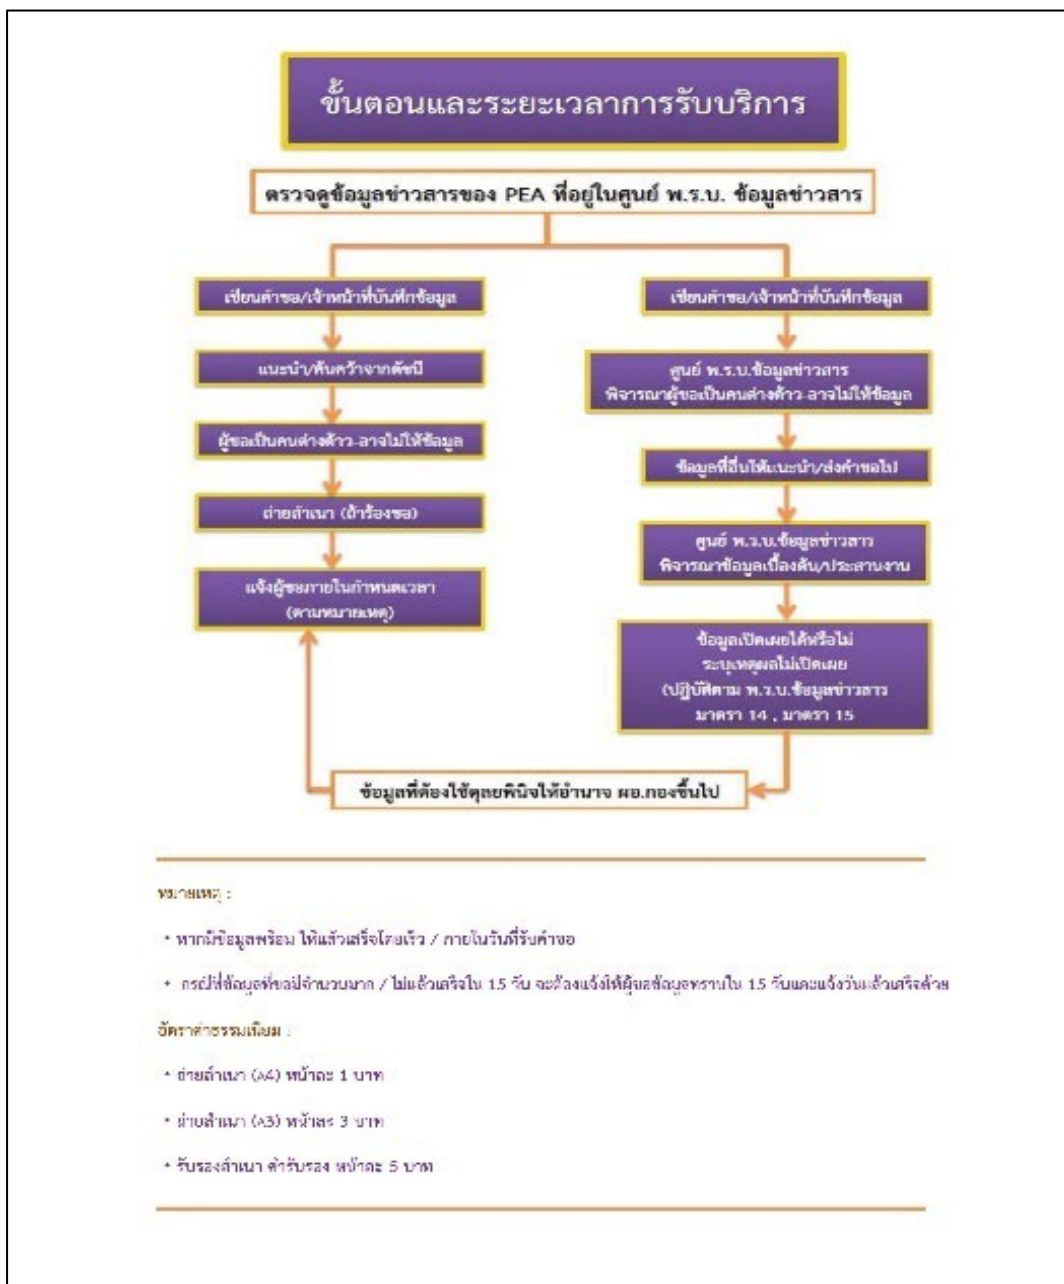 ขั้นตอนและระยะเวลาการรับบริการ
ตรวจดูข้อมูลข่าวสารของ PEA ที่อยู่ในศูนย์ พ.ร.บ. ข้อมูลข่าวสาร
เขียนคำขอ/เจ้าหน้าที่บันทึกข้อมูล
แนะนำ/ค้นคว้าจากดัชนี
ผู้ขอเป็นคนต่างด้าว-อาจไม่ให้ข้อมูล
ถ่ายสำเนา (ถ้าร้องขอ)
แจ้งผู้ขอภายในกำหนดเวลา
(ตามหมายเหตุ)
เขียนคำขอ/เจ้าหน้าที่บันทึกข้อมูล
ศูนย์ พ.ร.บ.ข้อมูลข่าวสาร
พิจารณาผู้ขอเป็นคนต่างด้าว-อาจไม่ให้ข้อมูล
ข้อมูลที่อื่นให้แนะนำ/ส่งคำขอไป
ศูนย์ พ.ร.บ.ข้อมูลข่าวสาร
พิจารณาข้อมูลเบื้องต้น/ประสานงาน
ข้อมูลเปิดเผยได้หรือไม่
ระบุเหตุผลไม่เปิดเผย
(ปฏิบัติตาม พ.ร.บ.ข้อมูลข่าวสาร
มาตรา 14 , มาตรา 15
ข้อมูลที่ต้องใช้ดุลยพินิจให้อำนาจ ผอ.กองขึ้นไป
หมายเหตุ :
• หากมีข้อมูลพร้อม ให้แล้วเสร็จโดยเร็ว / ภายในวันที่รับคำขอ
• กรณีที่ข้อมูลที่ขอมีจำนวนมาก / ไม่แล้วเสร็จใน 15 วัน จะต้องแจ้งให้ผู้ขอข้อมูลทราบใน 15 วันและแจ้งวันแล้วเสร็จด้วย
อัตราค่าธรรมเนียม :
• ถ่ายสำเนา (A4) หน้าละ 1 บาท
• ถ่ายสำเนา (A3) หน้าละ 3 บาท
• รับรองสำเนา คำรับรอง หน้าละ 5 บาท